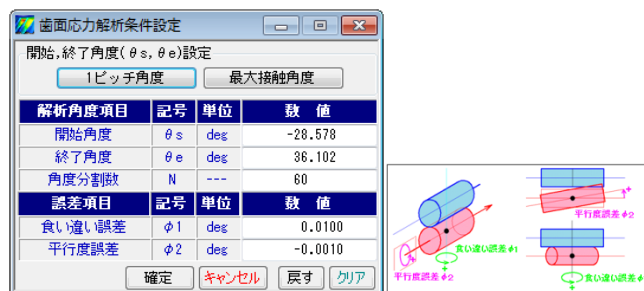 歯面応力解析条件設定
開始,終了角度(θs,θe)設定
1ピッチ角度 最大接触角度
解析角度項目 記号 単位 数 値
開始角度 θs deg -28.578
終了角度 θe deg 36.102
角度分割数 N --- 60
誤差項目 記号 単位 数 値
食い違い誤差 φ1 deg 0.0100
平行度誤差 φ2 deg -0.0010
確定 キャンセル 戻す クリア
平行度誤差
食い違い誤差φ1
平行度誤差φ2
食い違い誤差